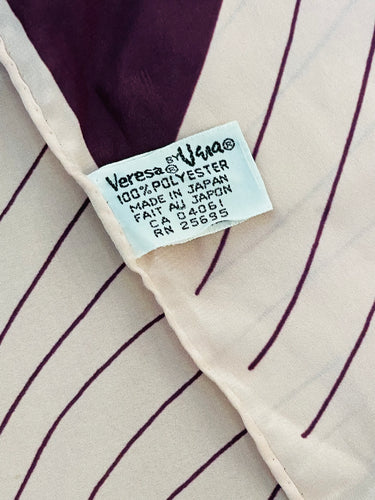 Veresa® BY Vera®
100% POLYESTER
MADE IN JAPAN
FAIT AU JAPON
CA 04061
RN 25695